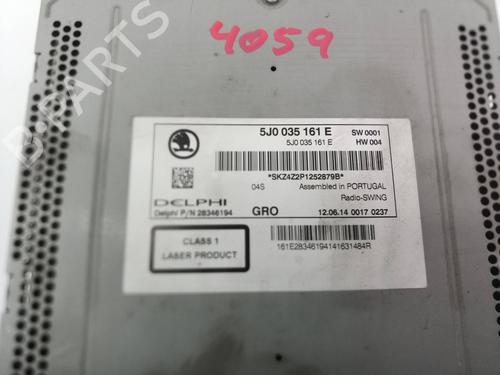 4059
B-PARTS
5J0 035 161 E SW 0001
5J0 035 161 E HW 004
*SKZ4Z2P1252879B*
04S Assembled in PORTUGAL
DELPHI Radio-SWING
Delphi P/N 28346194 GRO 12.06.14 0017 0237
CLASS 1
LASER PRODUCT
161E28346194141631484R